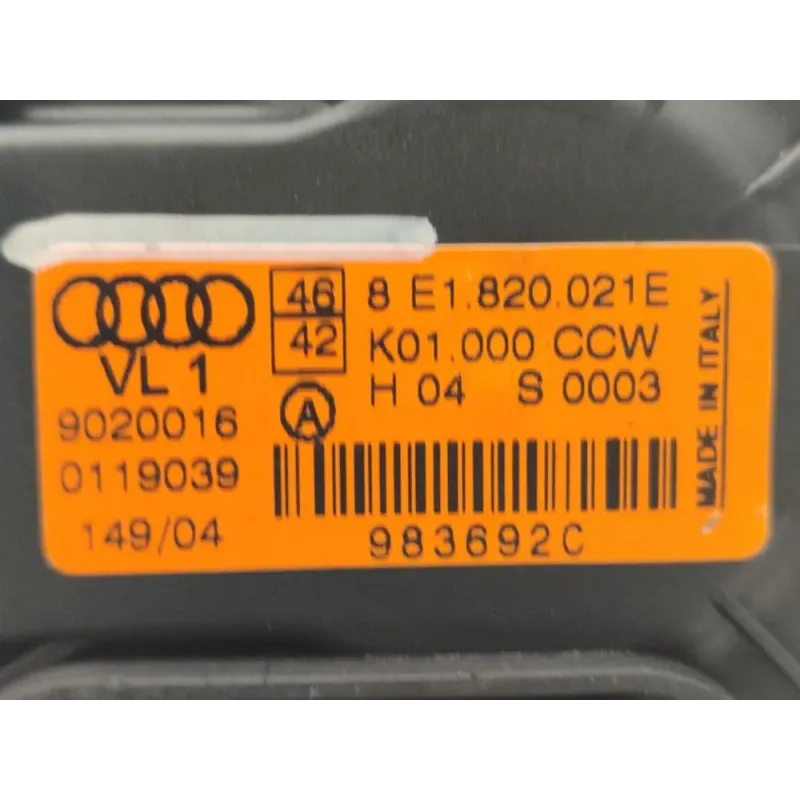 VL 1
9020016
0119039
149/04
46
42
A
8 E1.820.021E
K01.000 CCW
H 04 S 0003
983692C
MADE IN ITALY